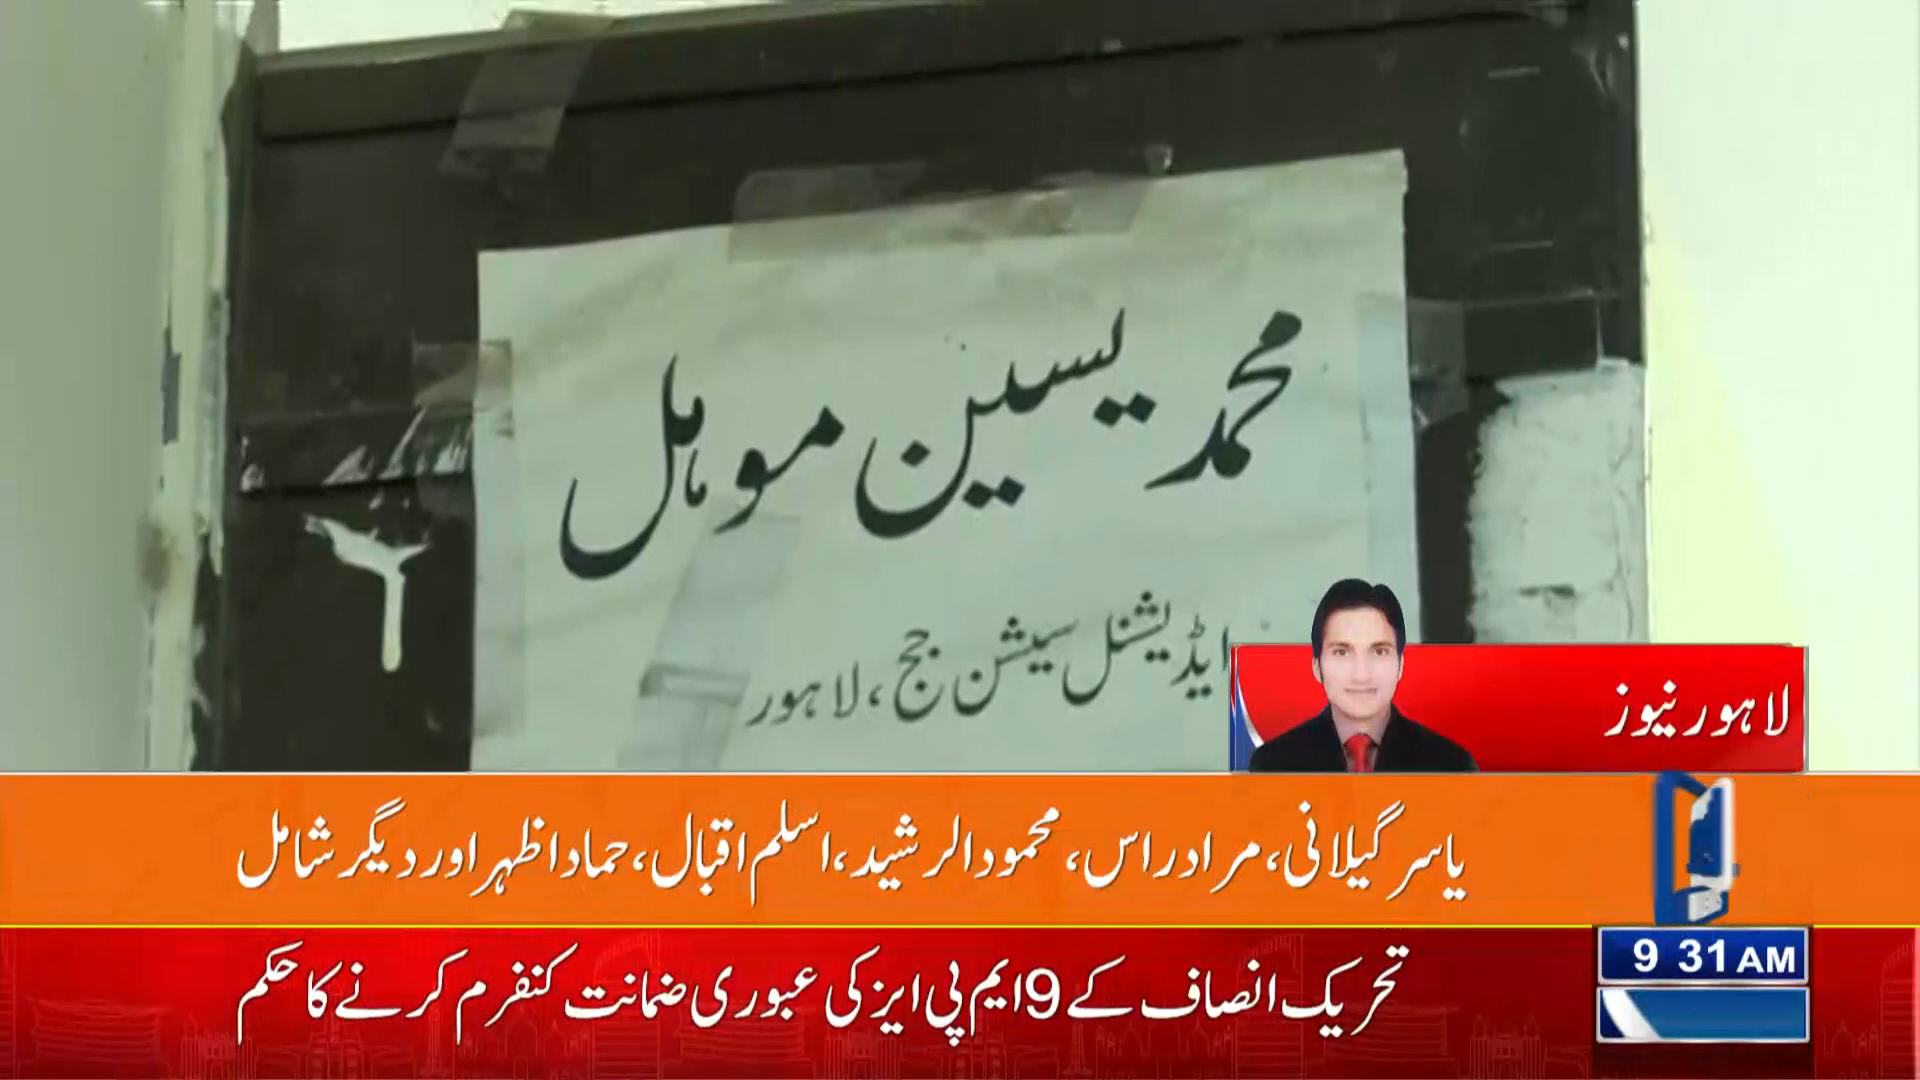 محمد یسین موہل
ایڈیشنل سیشن جج، لاہور
لاہور نیوز
یاسر گیلانی، مراد راس، محمود الرشید، اسلم اقبال، حماد اظہر اور دیگر شامل
9 31 AM
تحریک انصاف کے 9 ایم پی ایز کی عبوری ضمانت کنفرم کرنے کا حکم